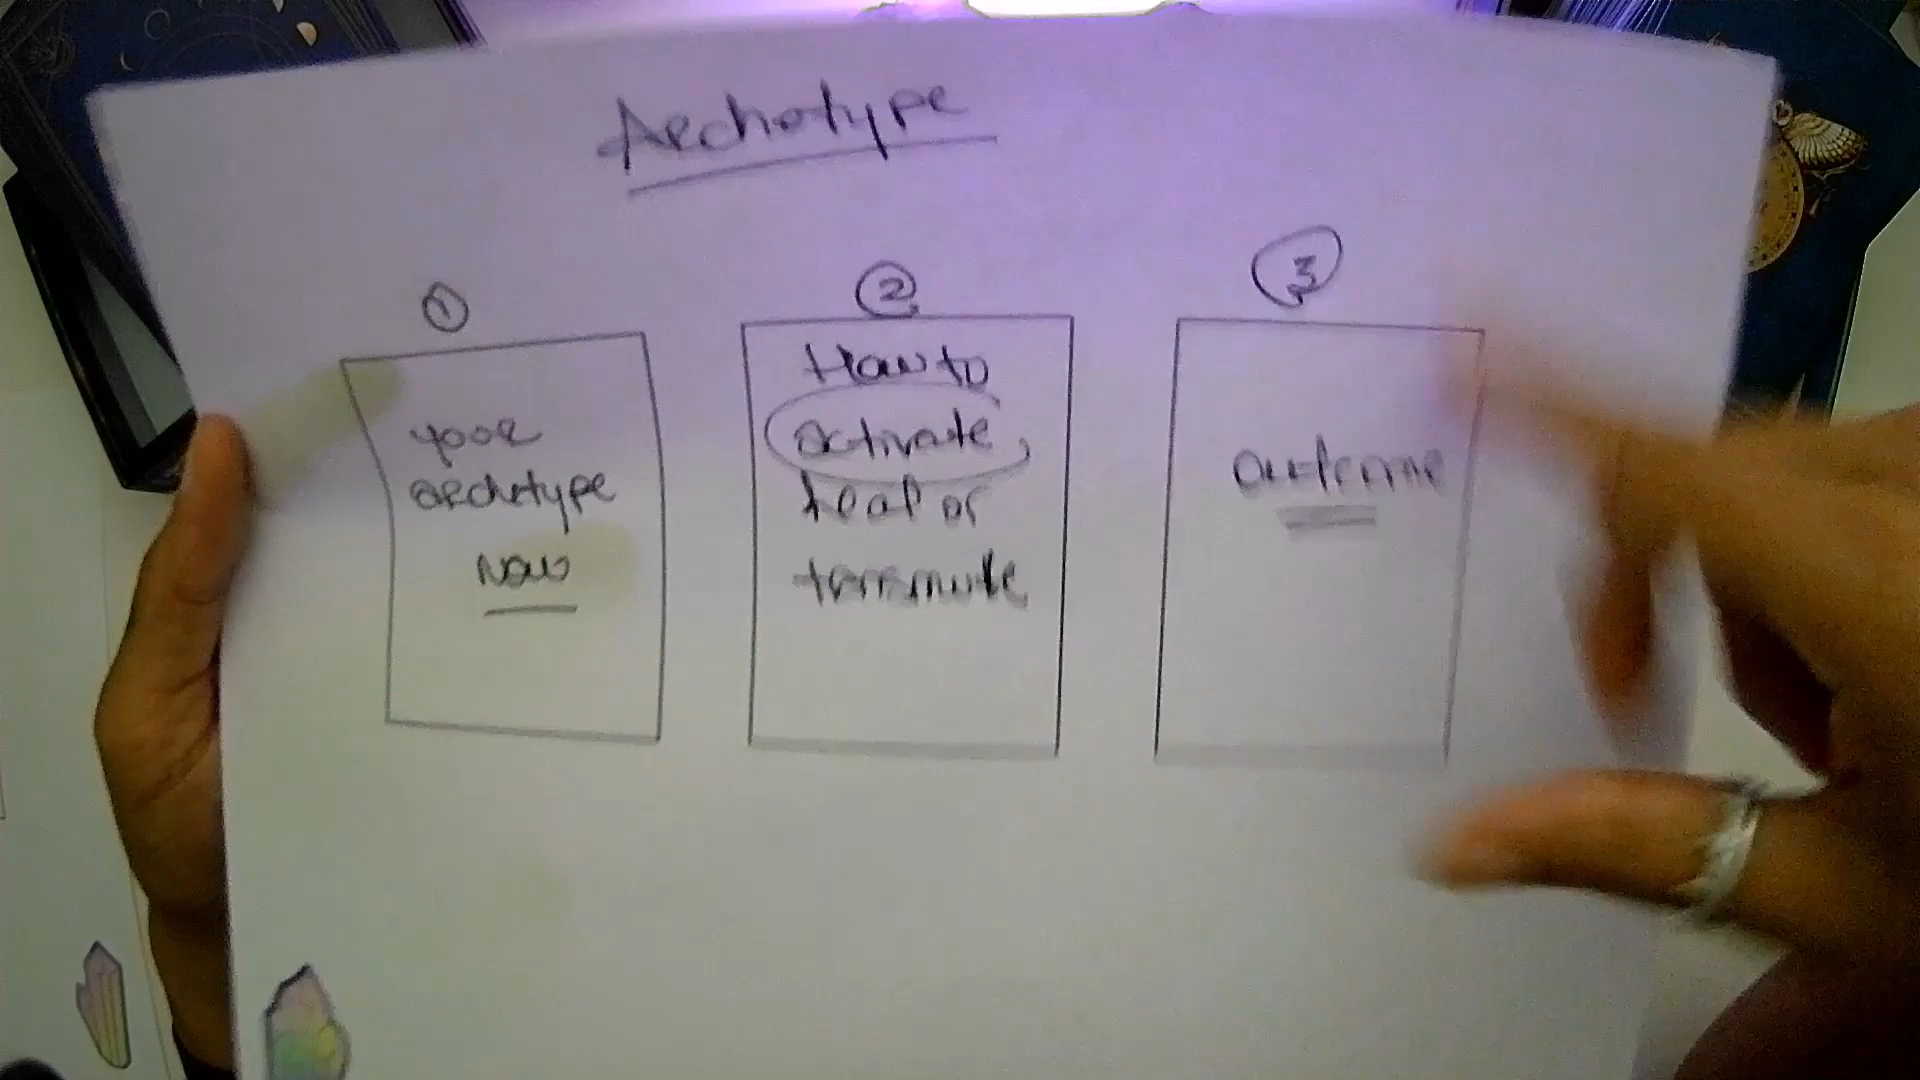 Archetype
1
2
3
your
archetype
Now
How to
activate,
heal or
transmute
outcome